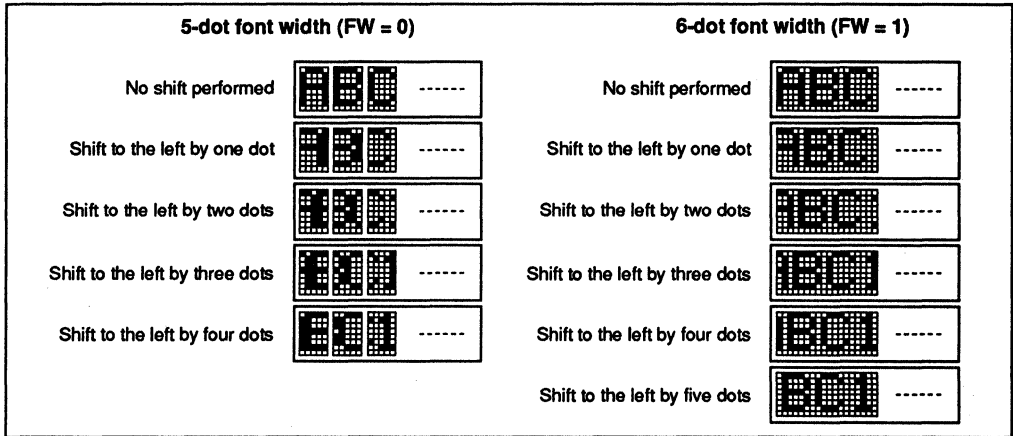 5-dot font width (FW = 0)
No shift performed ------
Shift to the left by one dot ------
Shift to the left by two dots ------
Shift to the left by three dots ------
Shift to the left by four dots ------
6-dot font width (FW = 1)
No shift performed ABC ------
Shift to the left by one dot ------
Shift to the left by two dots ------
Shift to the left by three dots ------
Shift to the left by four dots ------
Shift to the left by five dots ------